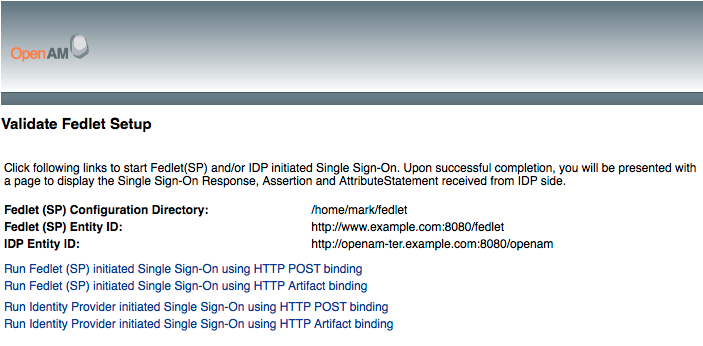 OpenAM
Validate Fedlet Setup
Click following links to start Fedlet(SP) and/or IDP initiated Single Sign-On. Upon successful completion, you will be presented with
a page to display the Single Sign-On Response, Assertion and AttributeStatement received from IDP side.
Fedlet (SP) Configuration Directory: /home/mark/fedlet
Fedlet (SP) Entity ID: http://www.example.com:8080/fedlet
IDP Entity ID: http://openam-ter.example.com:8080/openam
Run Fedlet (SP) initiated Single Sign-On using HTTP POST binding
Run Fedlet (SP) initiated Single Sign-On using HTTP Artifact binding
Run Identity Provider initiated Single Sign-On using HTTP POST binding
Run Identity Provider initiated Single Sign-On using HTTP Artifact binding